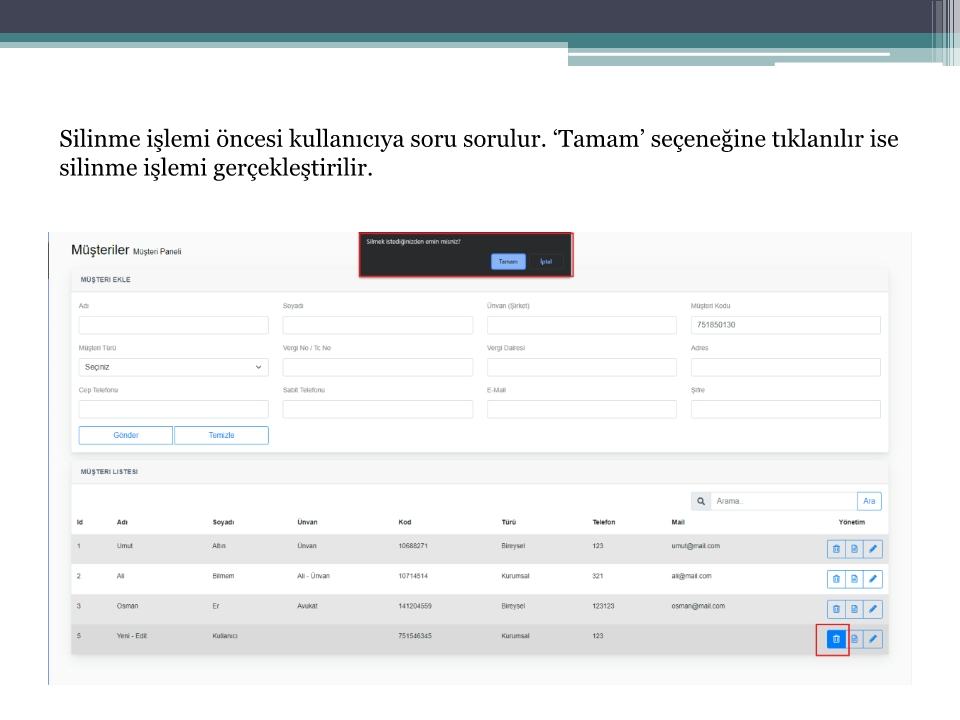 Silinme işlemi öncesi kullanıcıya soru sorulur. ‘Tamam’ seçeneğine tıklanılır ise
silinme işlemi gerçekleştirilir.
Müşteriler Müşteri Paneli
Silmek istediğinizden emin misniz?
Tamam İptal
MÜŞTERI EKLE
Adı Soyadı Ünvan (Şirket) Müşteri Kodu
751850130
Müşteri Türü Vergi No / Tc No Vergi Dairesi Adres
Seçiniz
Cep Telefonu Sabit Telefonu E-Mail Şifre
Gönder Temizle
MÜŞTERI LISTESI
Arama.. Ara
Id Adı Soyadı Ünvan Kod Türü Telefon Mail Yönetim
1 Umut Altın Ünvan 10688271 Bireysel 123 umut@mail.com
2 Ali Bilmem Ali - Ünvan 10714514 Kurumsal 321 ali@mail.com
3 Osman Er Avukat 141204559 Bireysel 123123 osman@mail.com
5 Yeni - Edit Kullanıcı 751546345 Kurumsal 123